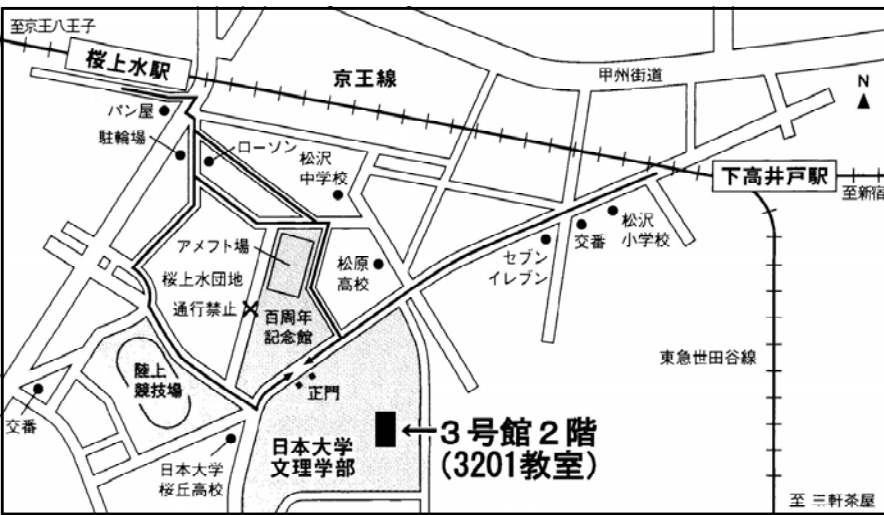 至京王八王子
桜上水駅
京王線
甲州街道
N
パン屋
駐輪場
ローソン
松沢
中学校
下高井戸駅
至新宿
アメフト場
松原
高校
セブン
イレブン
交番
松沢
小学校
桜上水団地
通行禁止
百周年
記念館
東急世田谷線
陸上
競技場
正門
交番
日本大学
桜丘高校
日本大学
文理学部
←3号館2階
(3201教室)
至 三軒茶屋